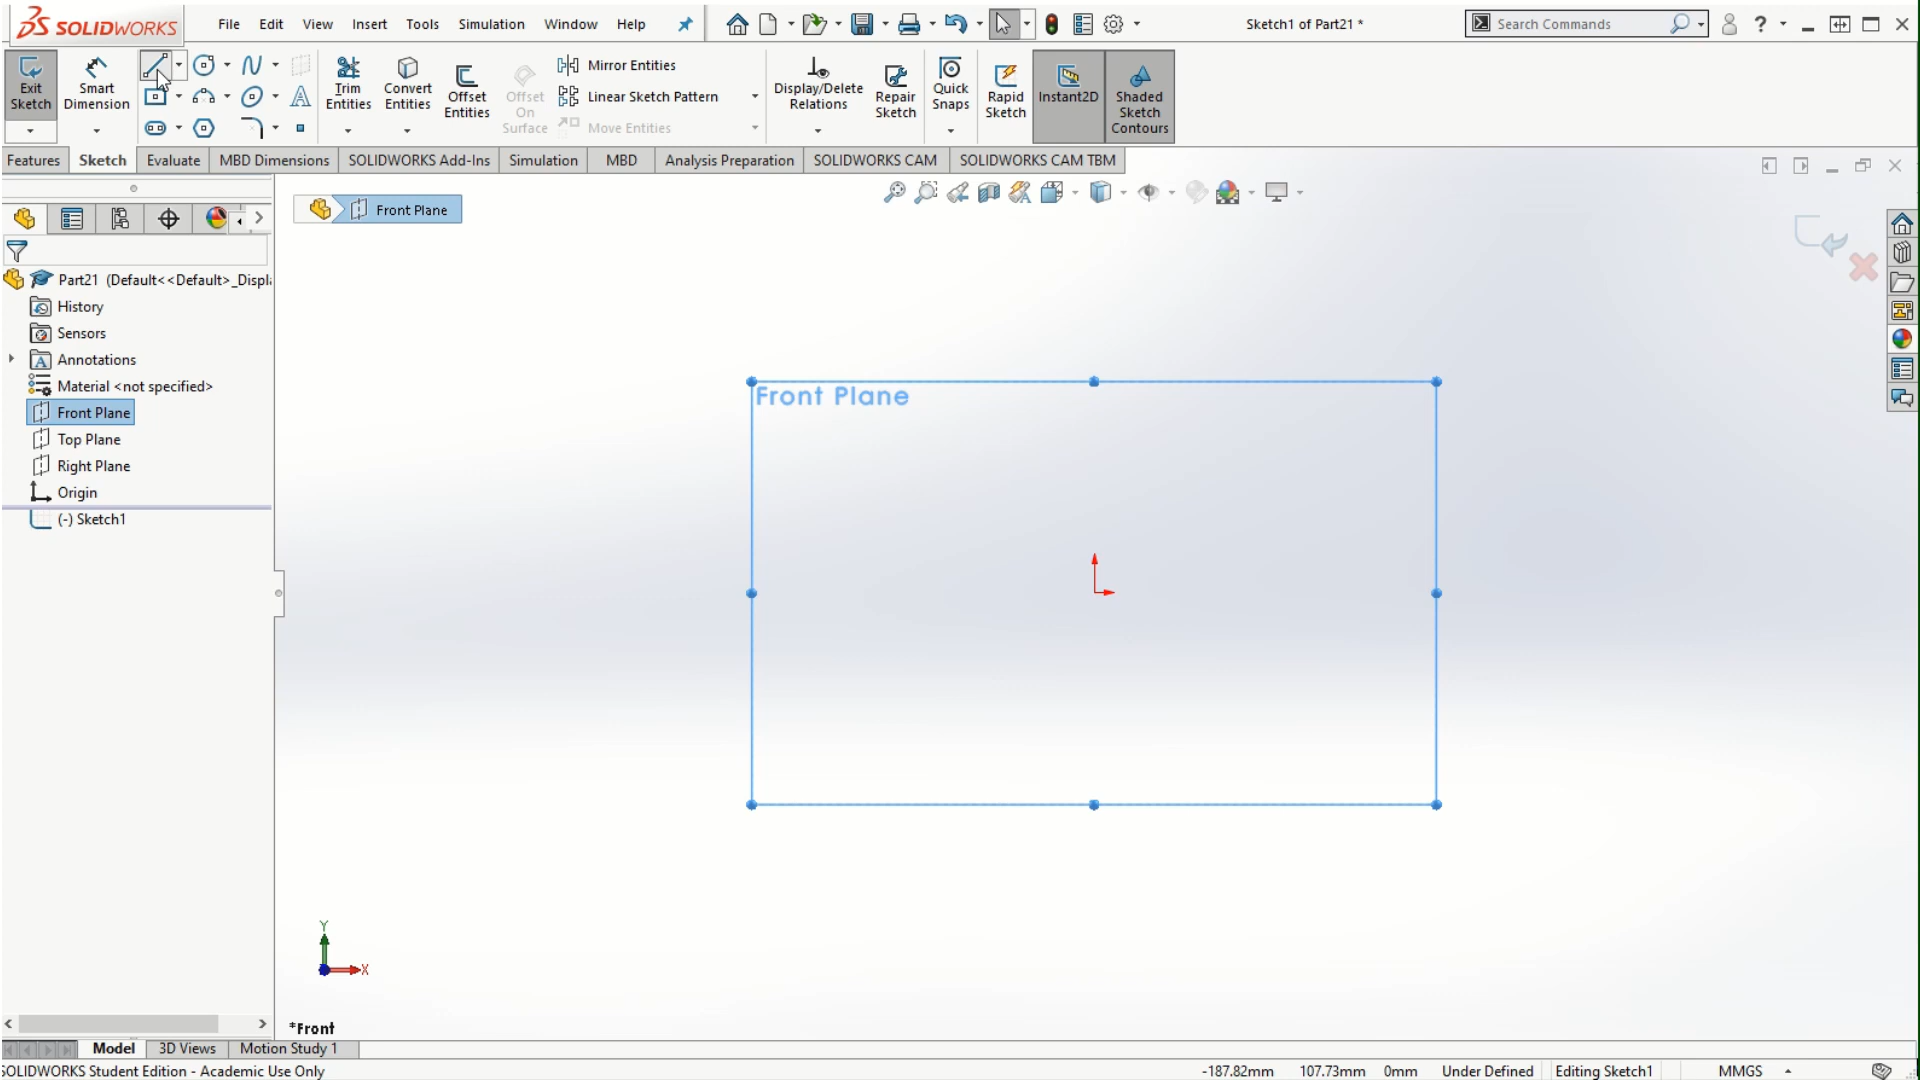 SOLIDWORKS File Edit View Insert Tools Simulation Window Help Sketch1 of Part21 * Search Commands ?
Exit Sketch Smart Dimension Trim Entities Convert Entities Offset Entities Offset On Surface Mirror Entities Linear Sketch Pattern Move Entities Display/Delete Relations Repair Sketch Quick Snaps Rapid Sketch Instant2D Shaded Sketch Contours
Features Sketch Evaluate MBD Dimensions SOLIDWORKS Add-Ins Simulation MBD Analysis Preparation SOLIDWORKS CAM SOLIDWORKS CAM TBM
Front Plane
Part21 (Default<<Default>_Displ
History
Sensors
Annotations
Material <not specified>
Front Plane
Top Plane
Right Plane
Origin
(-) Sketch1
Front Plane
Y
X
*Front
Model 3D Views Motion Study 1
SOLIDWORKS Student Edition - Academic Use Only -187.82mm 107.73mm 0mm Under Defined Editing Sketch1 MMGS